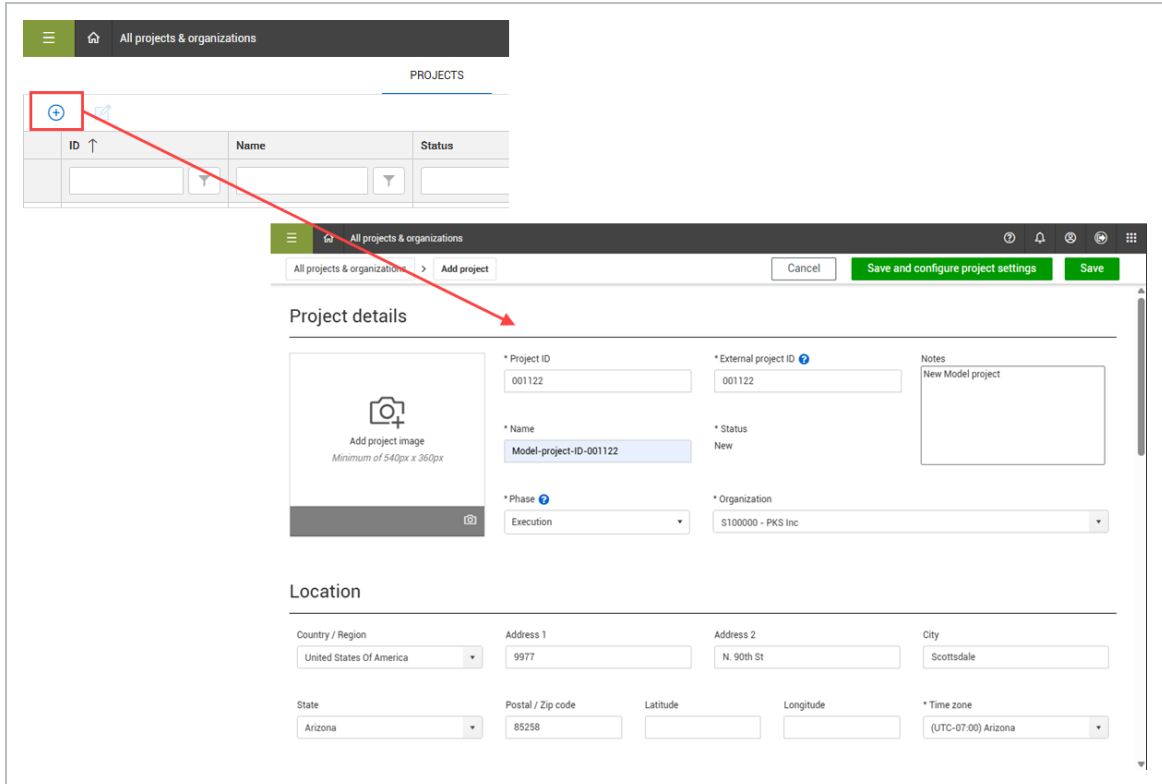 All projects & organizations
PROJECTS
ID ↑ Name Status
All projects & organizations
All projects & organizations > Add project Cancel Save and configure project settings Save
Project details
* Project ID * External project ID ? Notes
001122 001122 New Model project
Add project image
Minimum of 540px x 360px
* Name * Status
Model-project-ID-001122 New
* Phase ? * Organization
Execution S100000 - PKS Inc
Location
Country / Region Address 1 Address 2 City
United States Of America 9977 N. 90th St Scottsdale
State Postal / Zip code Latitude Longitude * Time zone
Arizona 85258 (UTC-07:00) Arizona